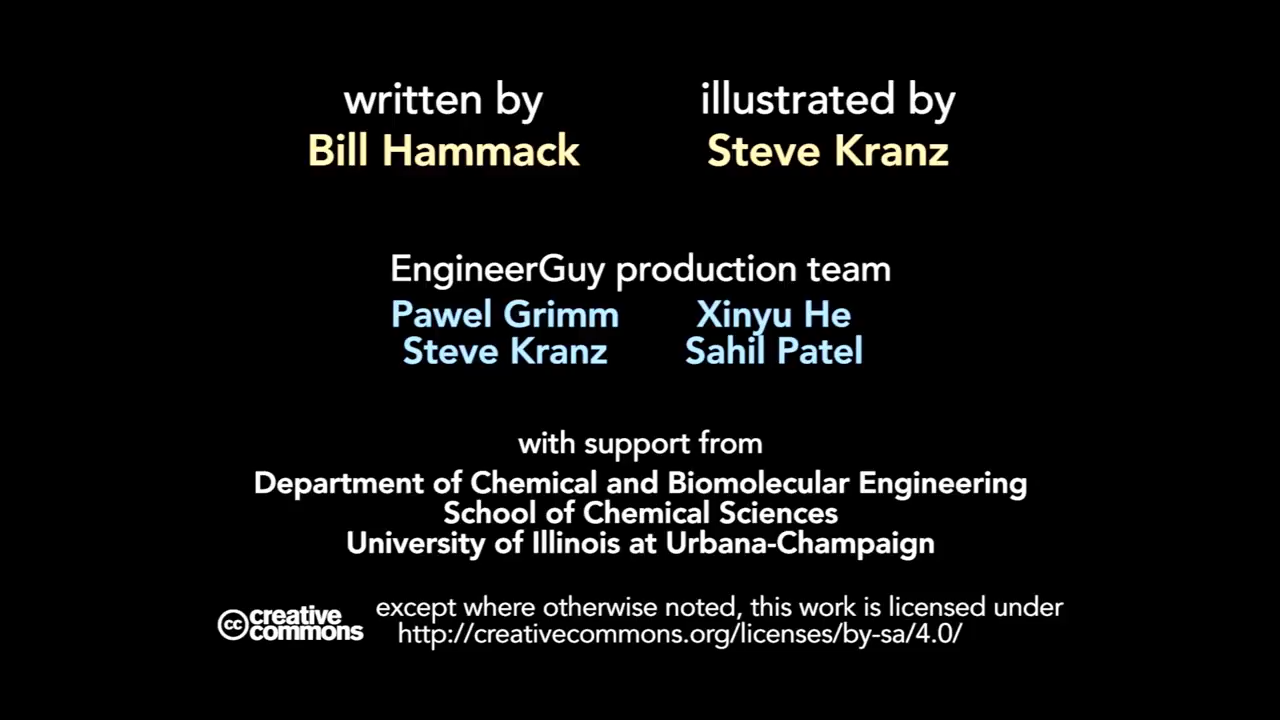 written by
Bill Hammack
illustrated by
Steve Kranz
EngineerGuy production team
Pawel Grimm
Xinyu He
Steve Kranz
Sahil Patel
with support from
Department of Chemical and Biomolecular Engineering
School of Chemical Sciences
University of Illinois at Urbana-Champaign
cc creative commons
except where otherwise noted, this work is licensed under
http://creativecommons.org/licenses/by-sa/4.0/